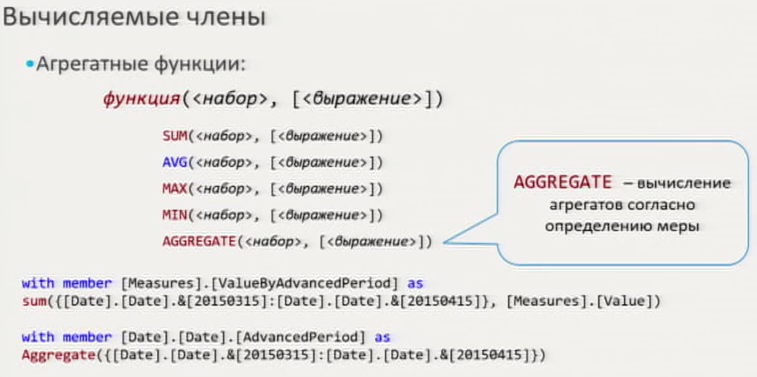 Вычисляемые члены
•Агрегатные функции:
функция(<набор>, [<выражение>])
SUM(<набор>, [<выражение>])
AVG(<набор>, [<выражение>])
MAX(<набор>, [<выражение>])
MIN(<набор>, [<выражение>])
AGGREGATE(<набор>, [<выражение>])
AGGREGATE – вычисление
агрегатов согласно
определению меры
with member [Measures].[ValueByAdvancedPeriod] as
sum({[Date].[Date].&[20150315]:[Date].[Date].&[20150415]}, [Measures].[Value])
with member [Date].[Date].[AdvancedPeriod] as
Aggregate({[Date].[Date].&[20150315]:[Date].[Date].&[20150415]})